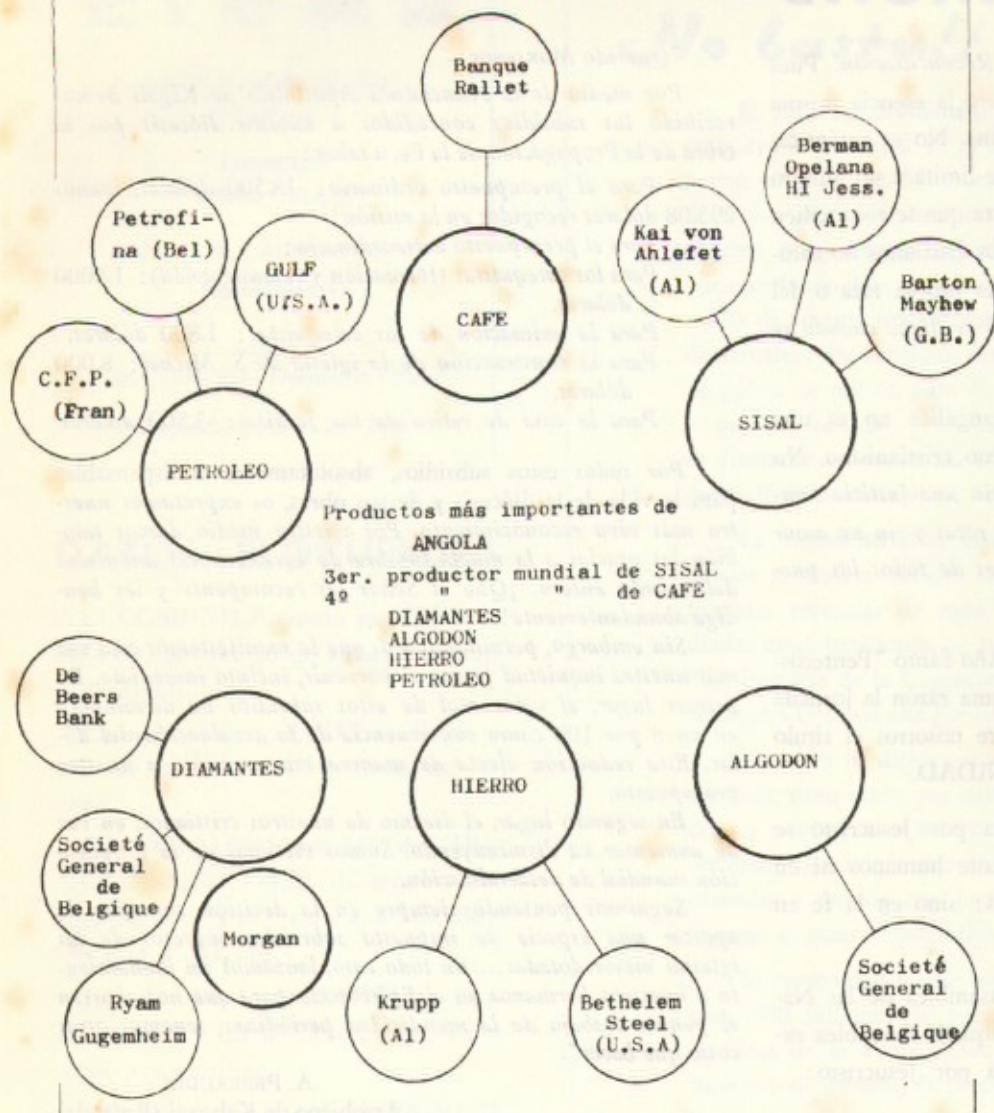 Banque
Rallet
Petrofi-
na (Bel)
GULF
(U.S.A.)
CAFE
Kai von
Ahlefet
(Al)
Berman
Opeland
HI Jess.
(Al)
Barton
Mayhew
(G.B.)
C.F.P.
(Fran)
PETROLEO
SISAL
Productos más importantes de
ANGOLA
3er. productor mundial de SISAL
4º " " de CAFE
DIAMANTES
ALGODON
HIERRO
PETROLEO
De
Beers
Bank
DIAMANTES
HIERRO
ALGODON
Societé
General
de
Belgique
Morgan
Ryam
Gugemheim
Krupp
(Al)
Bethelem
Steel
(U.S.A)
Societé
General
de
Belgique